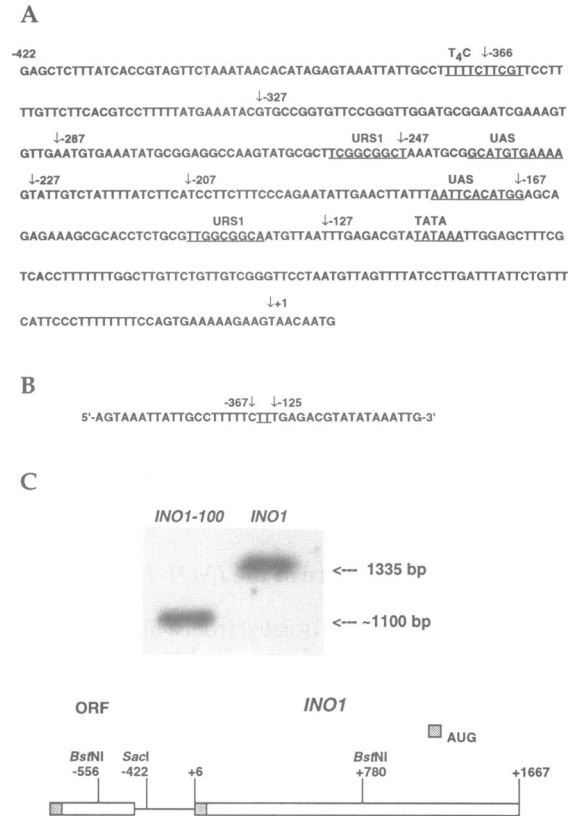 A
T4C ↓-366
-422
GAGCTCTTTATCACCGTAGTTCTAAATAACACATAGAGTAAATTATTGCCTTTTTCTTCGTTCCTT
↓-327
TTGTTCTTCACGTCCTTTTTATGAAATACGTGCCGGTGTTCCGGGTTGGATGCGGAATCGAAAGT
↓-287 URS1 ↓-247 UAS
GTTGAATGTGAAATATGCGGAGGCCAAGTATGCGCTTCGGCGGCTAAATGCGGCATGTGAAAA
↓-227 ↓-207 UAS ↓-167
GTATTGTCTATTTTATCTTCATCCTTCTTTCCCAGAATATTGAACTTATTTAATTCACATGGAGCA
URS1 ↓-127 TATA
GAGAAAGCGCACCTCTGCGTTGGCGGCAATGTTAATTTGAGACGTATATAAATTGGAGCTTTCG
TCACCTTTTTTTGGCTTGTTCTGTTGTCGGGTTCCTAATGTTAGTTTTATCCTTGATTTATTCTGTTT
↓+1
CATTCCCTTTTTTTTCCAGTGAAAAAGAAGTAACAATG
B
-367↓ ↓-125
5'-AGTAAATTATTGCCTTTTTCTTTGAGACGTATATAAATTG-3'
C
INO1-100 INO1
<--- 1335 bp
<--- ~1100 bp
ORF INO1
AUG
BstNI SacI BstNI
-556 -422 +6 +780 +1667